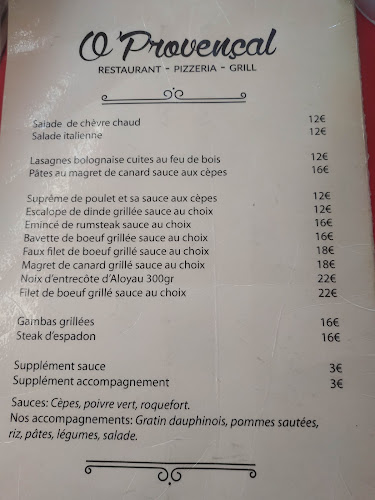 O'Provençal
RESTAURANT - PIZZERIA - GRILL
Salade de chèvre chaud 12€
Salade italienne 12€
Lasagnes bolognaise cuites au feu de bois 12€
Pâtes au magret de canard sauce aux cèpes 16€
Suprême de poulet et sa sauce aux cèpes 12€
Escalope de dinde grillée sauce au choix 12€
Emincé de rumsteak sauce au choix 16€
Bavette de boeuf grillée sauce au choix 16€
Faux filet de boeuf grillé sauce au choix 18€
Magret de canard grillé sauce au choix 18€
Noix d'entrecôte d'Aloyau 300gr 22€
Filet de boeuf grillé sauce au choix 22€
Gambas grillées 16€
Steak d'espadon 16€
Supplément sauce 3€
Supplément accompagnement 3€
Sauces: Cèpes, poivre vert, roquefort.
Nos accompagnements: Gratin dauphinois, pommes sautées,
riz, pâtes, légumes, salade.